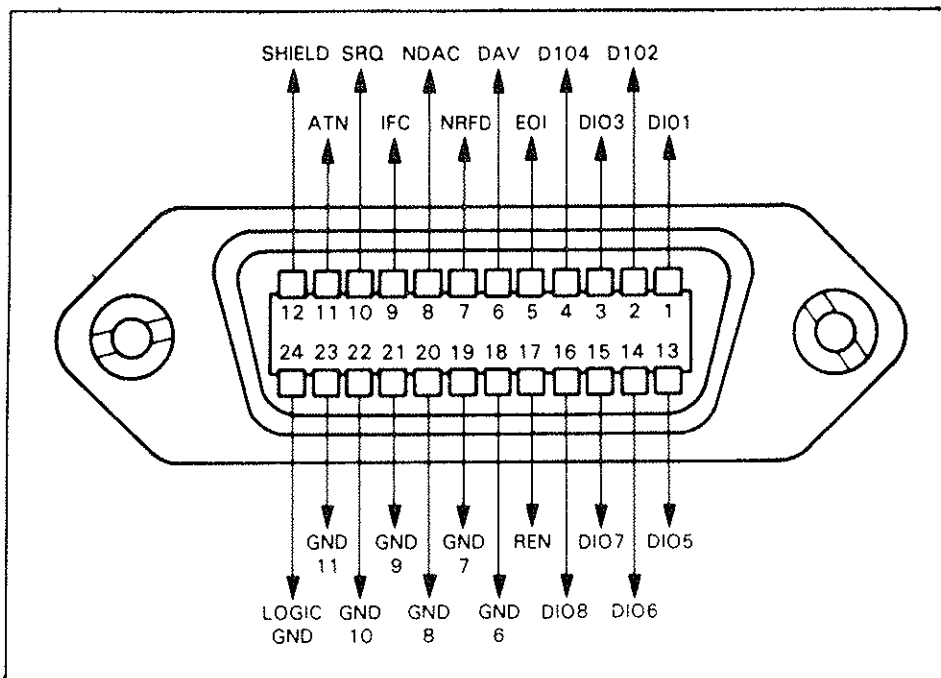 SHIELD SRQ NDAC DAV D104 D102
ATN IFC NRFD EOI DIO3 DIO1
12 11 10 9 8 7 6 5 4 3 2 1
24 23 22 21 20 19 18 17 16 15 14 13
GND 11 GND 9 GND 7 REN DIO7 DIO5
LOGIC GND GND 10 GND 8 GND 6 DIO8 DIO6